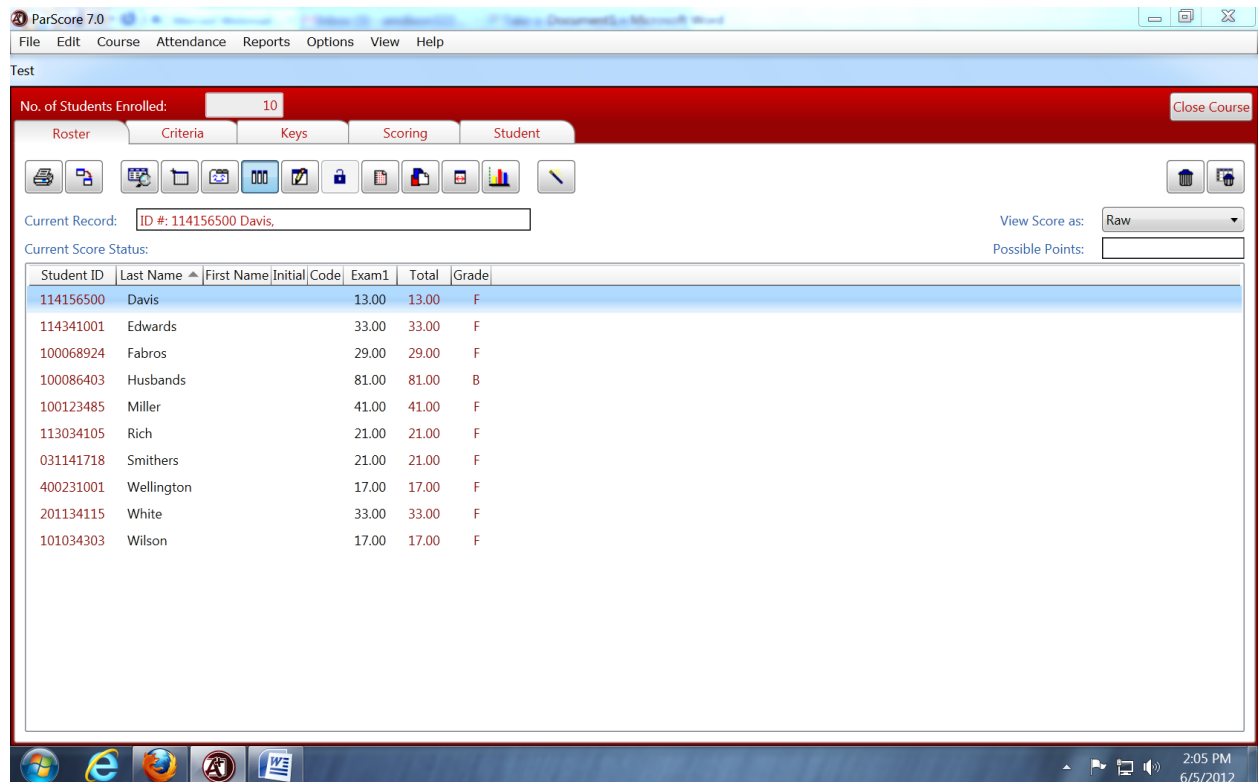 ParScore 7.0
File Edit Course Attendance Reports Options View Help
Test
No. of Students Enrolled: 10 Close Course
Roster Criteria Keys Scoring Student
Current Record: ID #: 114156500 Davis, View Score as: Raw
Current Score Status: Possible Points:
Student ID Last Name First Name Initial Code Exam1 Total Grade
114156500 Davis 13.00 13.00 F
114341001 Edwards 33.00 33.00 F
100068924 Fabros 29.00 29.00 F
100086403 Husbands 81.00 81.00 B
100123485 Miller 41.00 41.00 F
113034105 Rich 21.00 21.00 F
031141718 Smithers 21.00 21.00 F
400231001 Wellington 17.00 17.00 F
201134115 White 33.00 33.00 F
101034303 Wilson 17.00 17.00 F
2:05 PM
6/5/2012